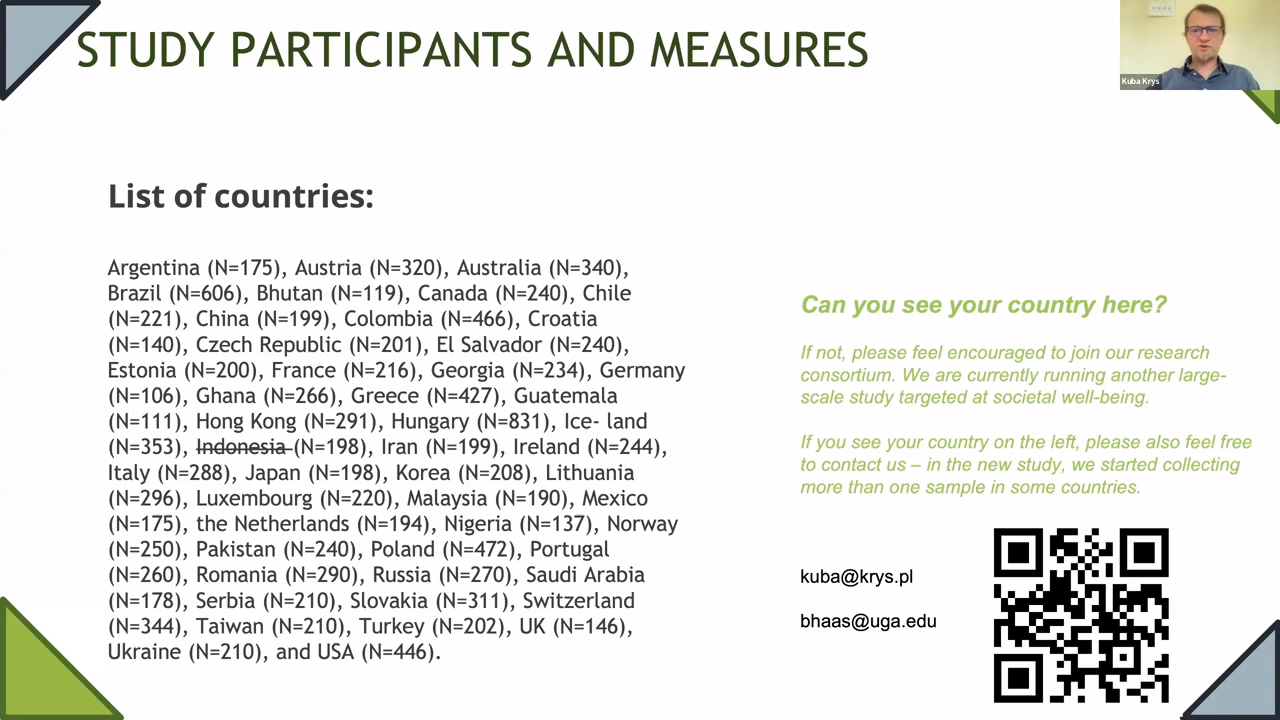 STUDY PARTICIPANTS AND MEASURES
Kuba Krys
List of countries:
Argentina (N=175), Austria (N=320), Australia (N=340),
Brazil (N=606), Bhutan (N=119), Canada (N=240), Chile
(N=221), China (N=199), Colombia (N=466), Croatia
(N=140), Czech Republic (N=201), El Salvador (N=240),
Estonia (N=200), France (N=216), Georgia (N=234), Germany
(N=106), Ghana (N=266), Greece (N=427), Guatemala
(N=111), Hong Kong (N=291), Hungary (N=831), Ice- land
(N=353), Indonesia (N=198), Iran (N=199), Ireland (N=244),
Italy (N=288), Japan (N=198), Korea (N=208), Lithuania
(N=296), Luxembourg (N=220), Malaysia (N=190), Mexico
(N=175), the Netherlands (N=194), Nigeria (N=137), Norway
(N=250), Pakistan (N=240), Poland (N=472), Portugal
(N=260), Romania (N=290), Russia (N=270), Saudi Arabia
(N=178), Serbia (N=210), Slovakia (N=311), Switzerland
(N=344), Taiwan (N=210), Turkey (N=202), UK (N=146),
Ukraine (N=210), and USA (N=446).
Can you see your country here?
If not, please feel encouraged to join our research
consortium. We are currently running another large-
scale study targeted at societal well-being.
If you see your country on the left, please also feel free
to contact us – in the new study, we started collecting
more than one sample in some countries.
kuba@krys.pl
bhaas@uga.edu